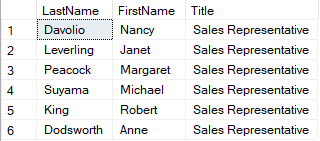 LastName FirstName Title
1 Davolio Nancy Sales Representative
2 Leverling Janet Sales Representative
3 Peacock Margaret Sales Representative
4 Suyama Michael Sales Representative
5 King Robert Sales Representative
6 Dodsworth Anne Sales Representative